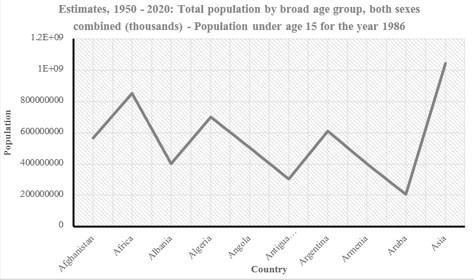 Estimates, 1950 - 2020: Total population by broad age group, both sexes
combined (thousands) - Population under age 15 for the year 1986
1.2E+09
1E+09
800000000
600000000
400000000
200000000
0
Population
Afghanistan
Africa
Albania
Algeria
Angola
Antigua…
Argentina
Armenia
Aruba
Asia
Country